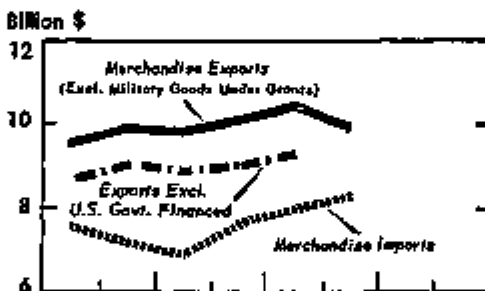 Billion $
12
Merchandise Exports
(Excl. Military Goods Under Grants)
10
Exports Excl.
U.S. Govt. Financed
8
Merchandise Imports
6